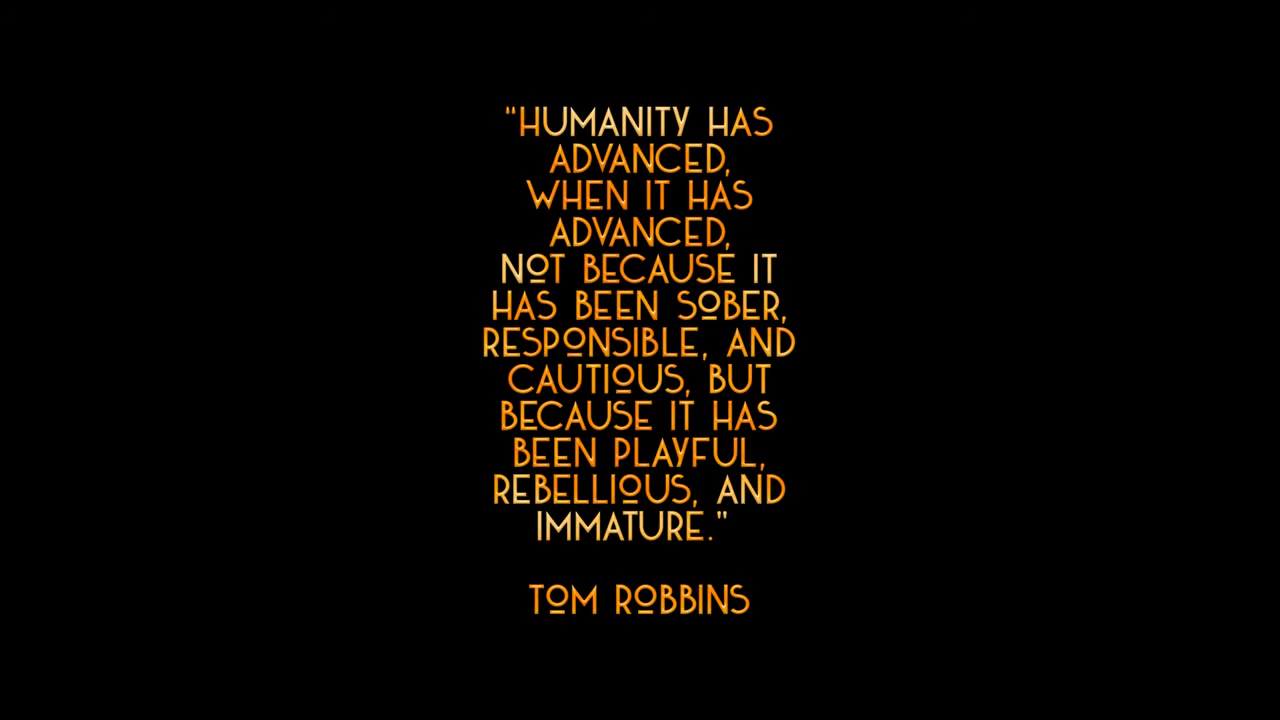 "HUMANITY HAS
ADVANCED,
WHEN IT HAS
ADVANCED,
NOT BECAUSE IT
HAS BEEN SOBER,
RESPONSIBLE, AND
CAUTIOUS, BUT
BECAUSE IT HAS
BEEN PLAYFUL,
REBELLIOUS, AND
IMMATURE."
TOM ROBBINS